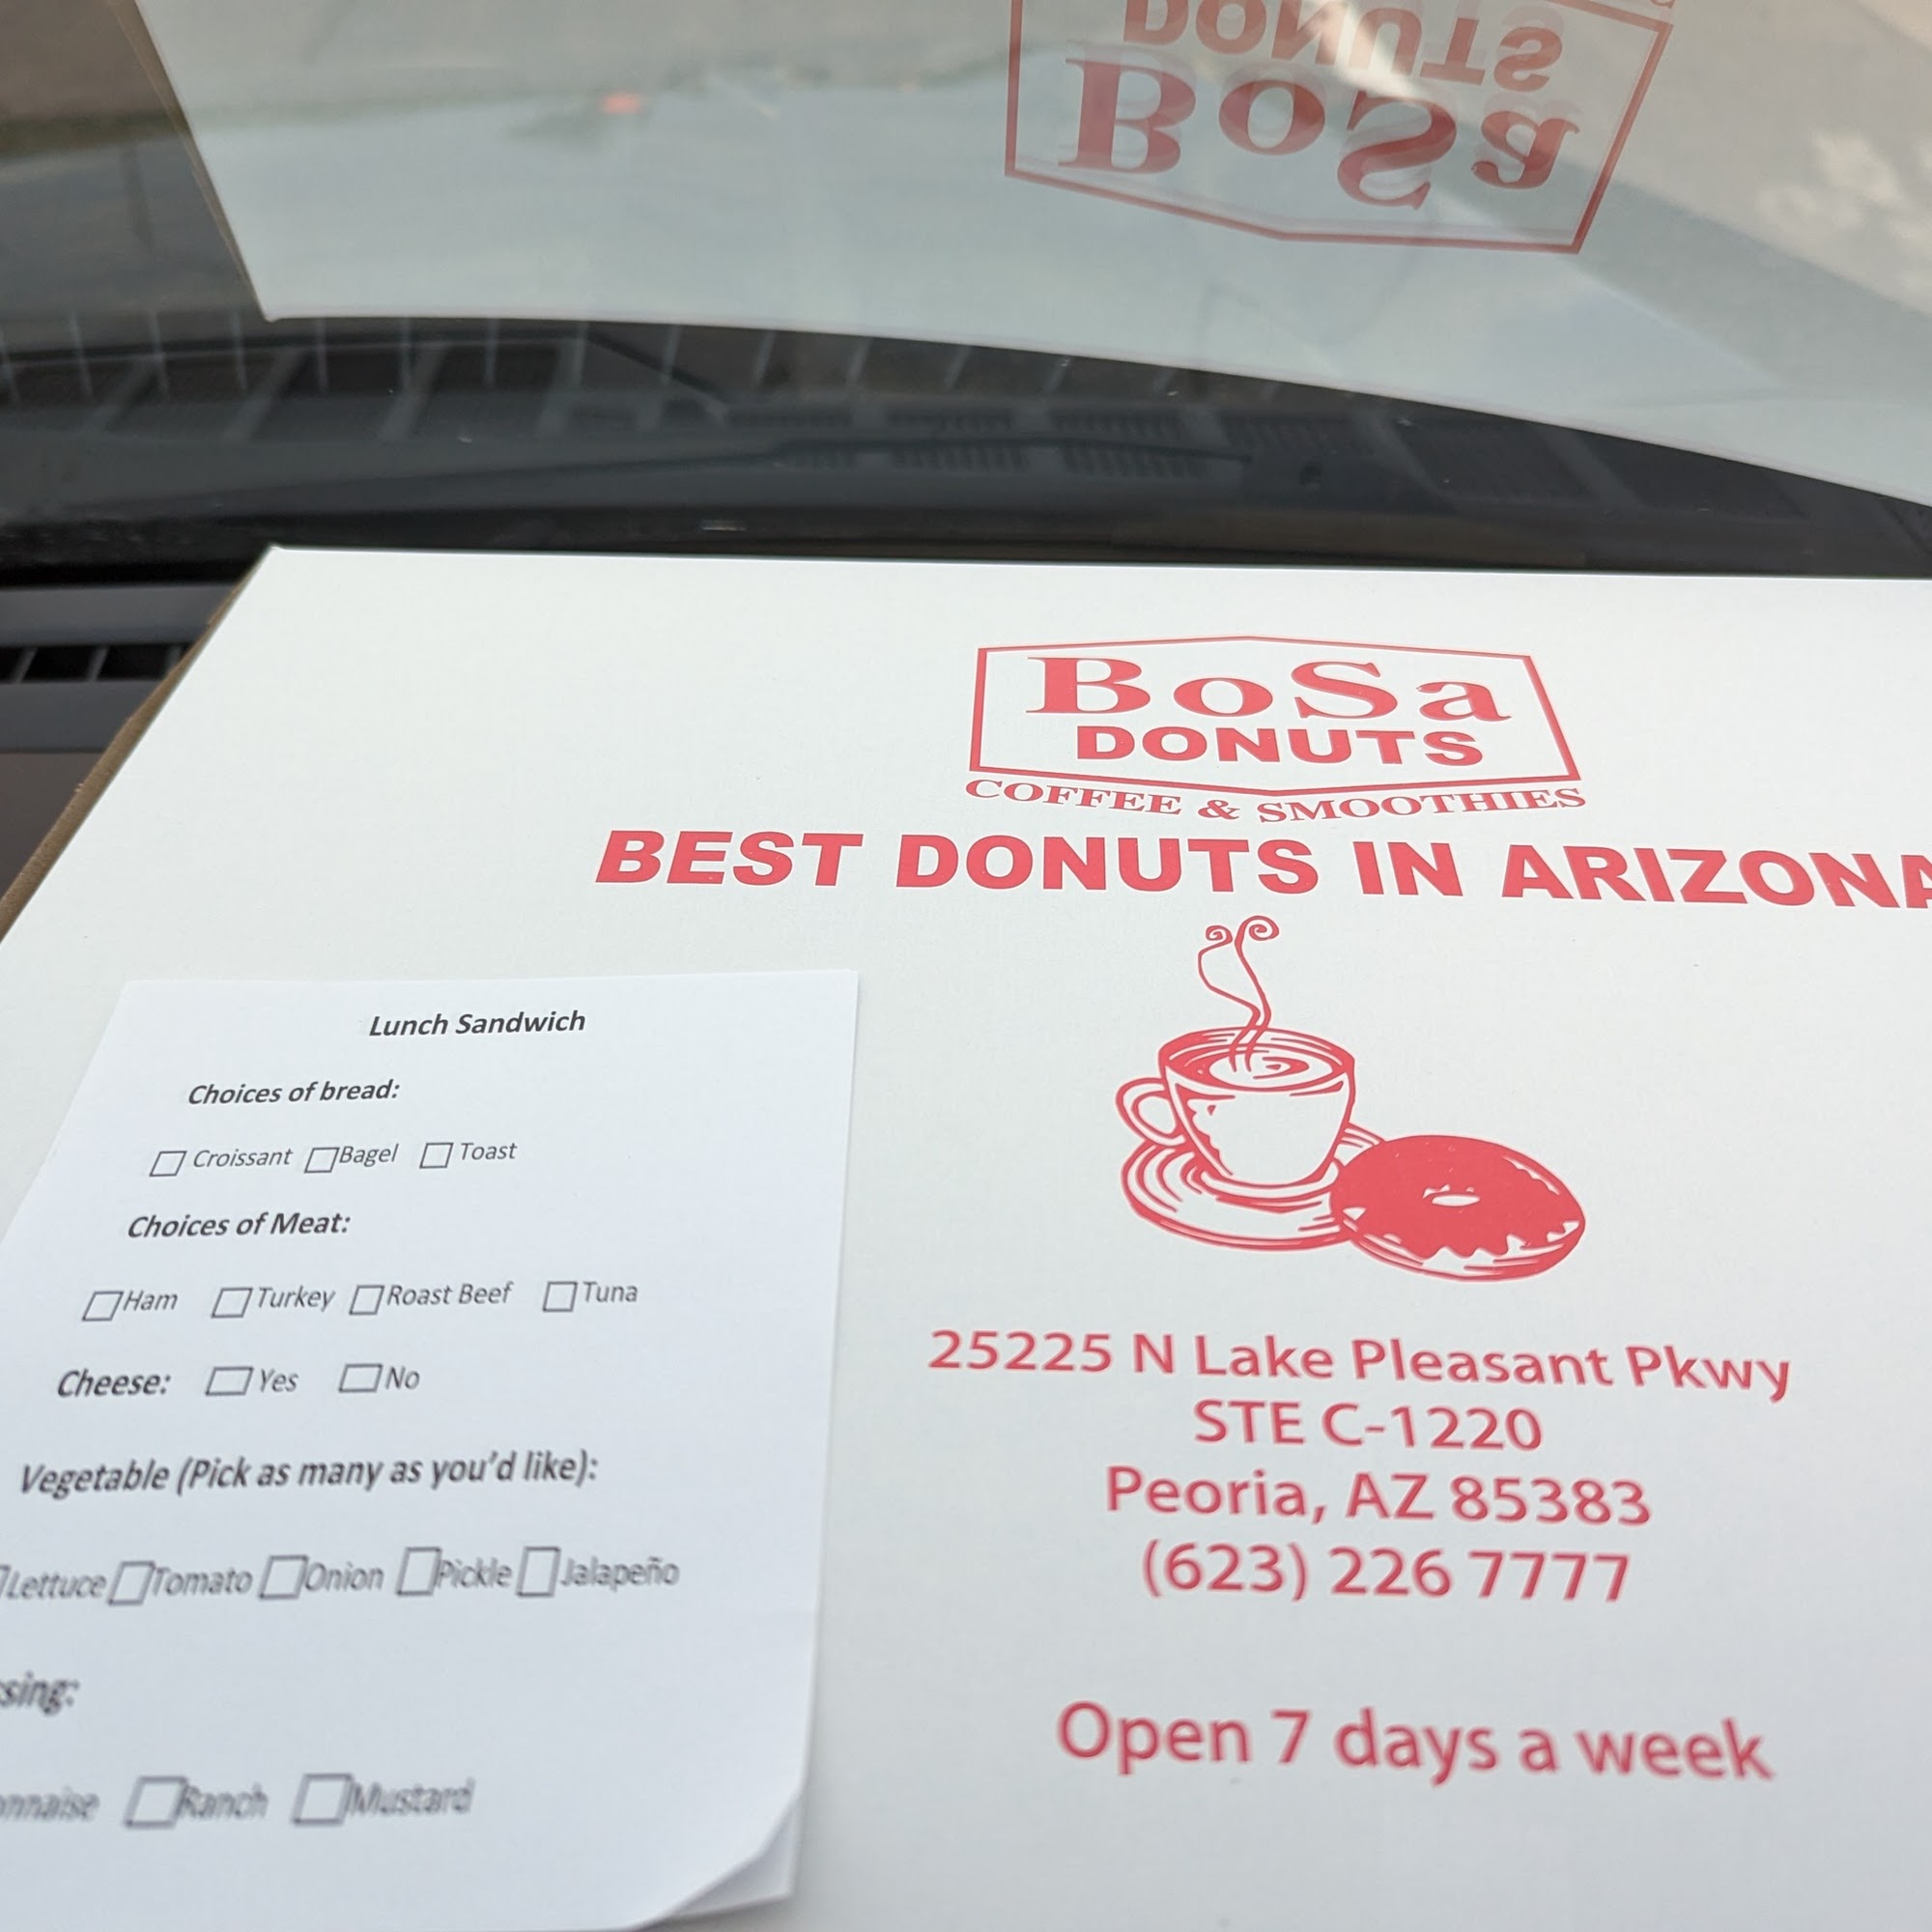 DONUTS
BoSa
BoSa
DONUTS
COFFEE & SMOOTHIES
BEST DONUTS IN ARIZONA
25225 N Lake Pleasant Pkwy
STE C-1220
Peoria, AZ 85383
(623) 226 7777
Open 7 days a week
Lunch Sandwich
Choices of bread:
Croissant Bagel Toast
Choices of Meat:
Ham Turkey Roast Beef Tuna
Cheese: Yes No
Vegetable (Pick as many as you'd like):
Lettuce Tomato Onion Pickle Jalapeño
Ranch Mustard